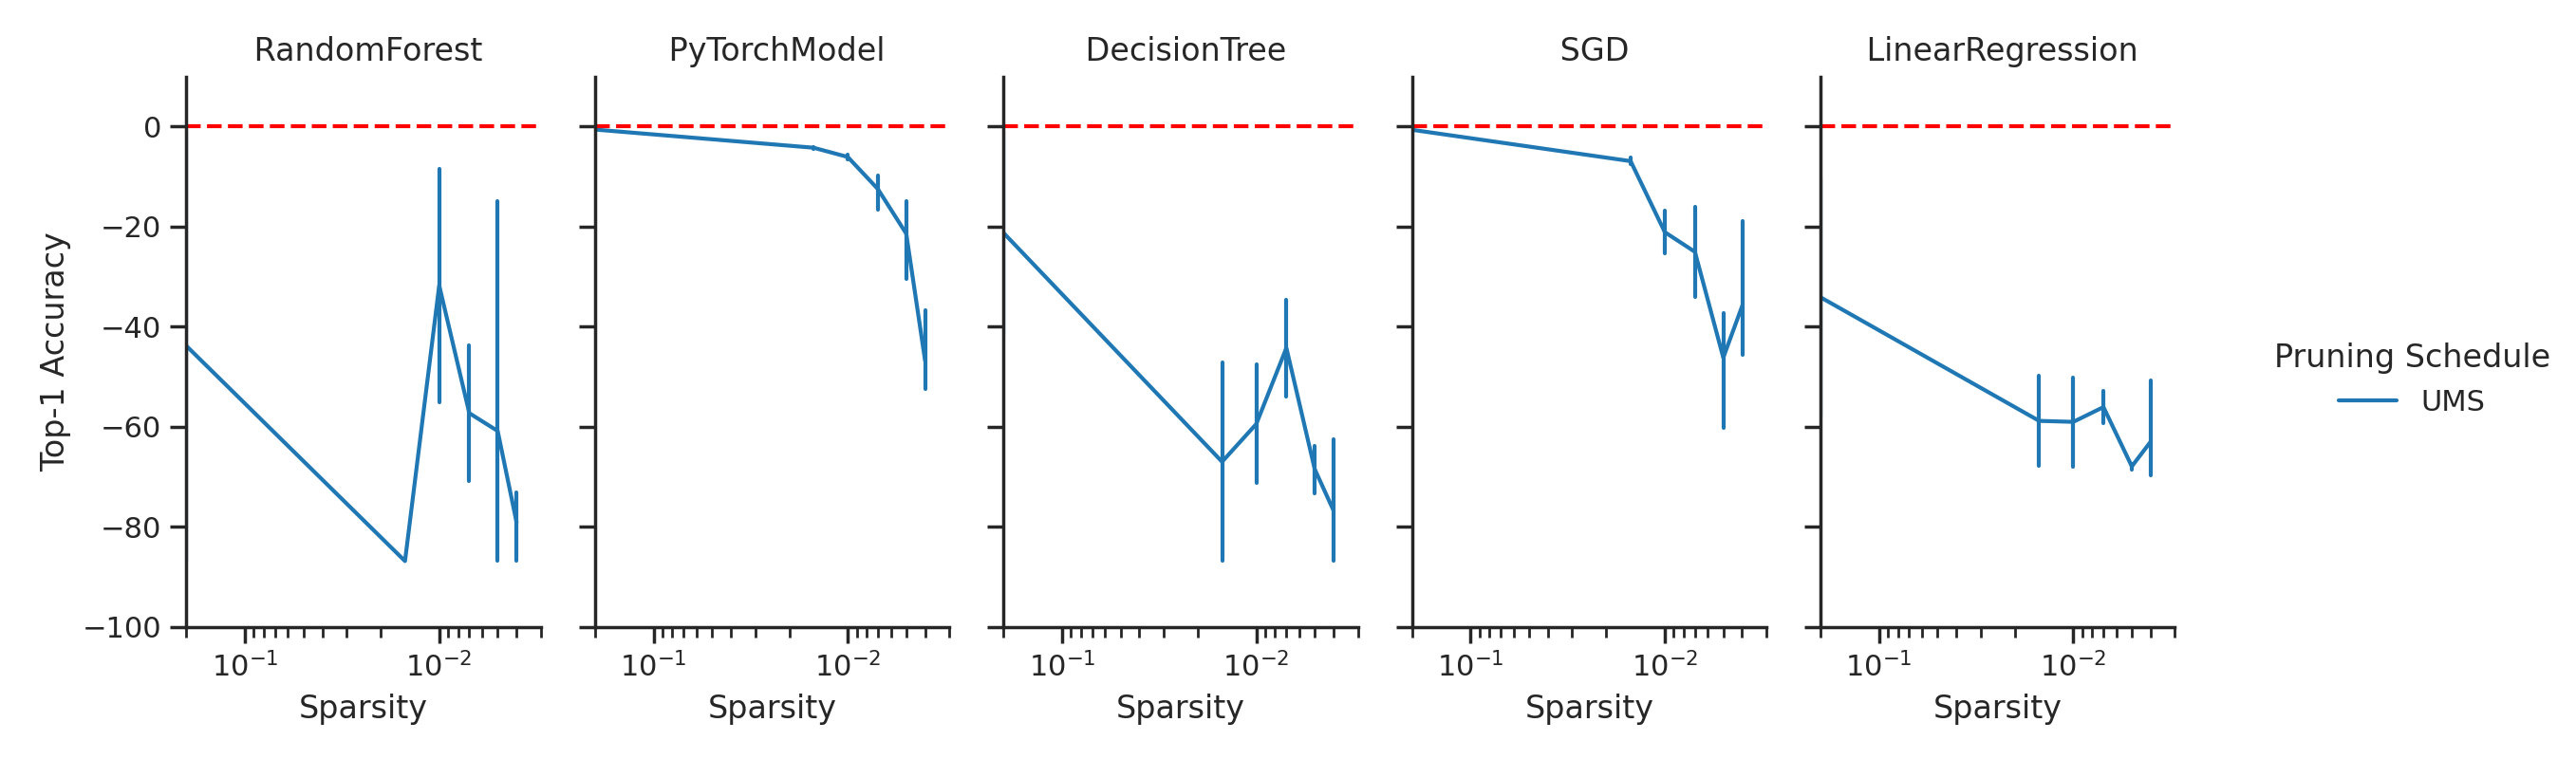 RandomForest PyTorchModel DecisionTree SGD LinearRegression
0
−20
−40
−60
−80
−100
Top-1 Accuracy
Pruning Schedule
UMS
10⁻¹ 10⁻² 10⁻¹ 10⁻² 10⁻¹ 10⁻² 10⁻¹ 10⁻² 10⁻¹ 10⁻²
Sparsity Sparsity Sparsity Sparsity Sparsity